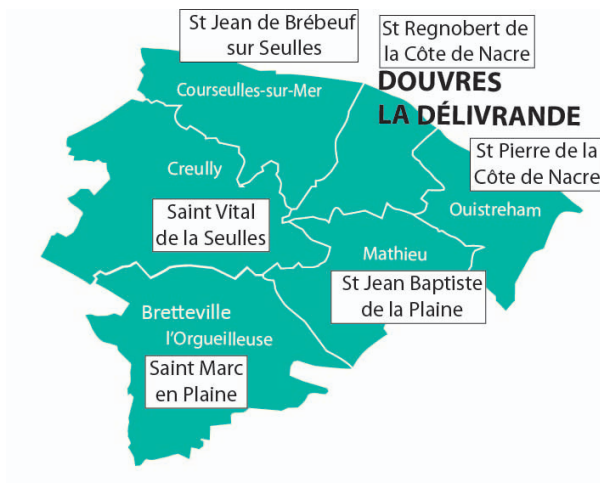 St Jean de Brébeuf
sur Seulles
St Regnobert de
la Côte de Nacre
DOUVRES
LA DÉLIVRANDE
Courseulles-sur-Mer
St Pierre de la
Côte de Nacre
Creully
Ouistreham
Saint Vital
de la Seulles
Mathieu
St Jean Baptiste
de la Plaine
Bretteville
l'Orgueilleuse
Saint Marc
en Plaine